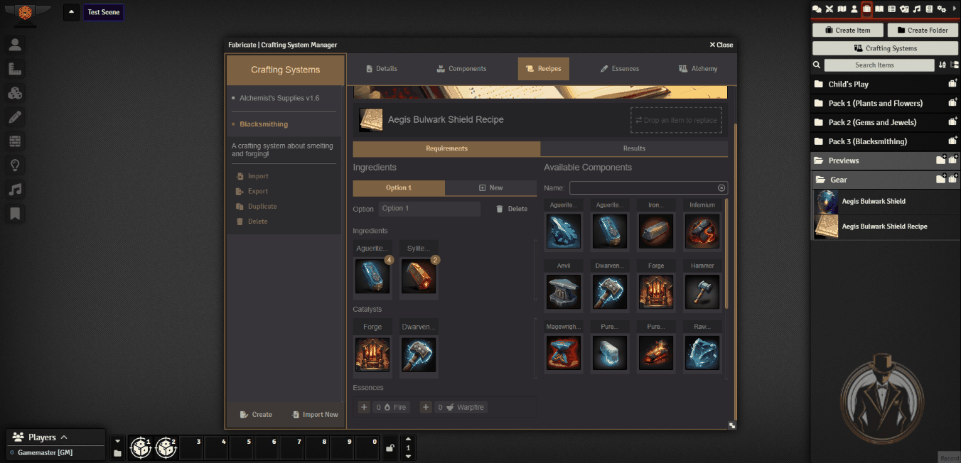 Test Scene
Fabricate | Crafting System Manager
Close
Crafting Systems
Alchemist's Supplies v1.6
Blacksmithing
A crafting system about smelting
and forging!
Import
Export
Duplicate
Delete
Create
Import New
Details
Components
Recipes
Essences
Alchemy
Aegis Bulwark Shield Recipe
Drop an item to replace
Requirements
Results
Ingredients
Option 1
New
Option
Option 1
Delete
Ingredients
Aguerite...
4
Sylite...
2
Catalysts
Forge
Dwarven...
Essences
0
Fire
0
Warpfire
Available Components
Name:
Aguerite...
Aguerite...
Iron...
Infernium
Anvil
Dwarven...
Forge
Hammer
Pure...
Pure...
Raw...
Create Item
Create Folder
Crafting Systems
Search Items
Child's Play
Pack 1 (Plants and Flowers)
Pack 2 (Gems and Jewels)
Pack 3 (Blacksmithing)
Previews
Gear
Aegis Bulwark Shield
Aegis Bulwark Shield Recipe
Players
Gamemaster [GM]
1
2
3
4
5
6
7
8
9
0
1